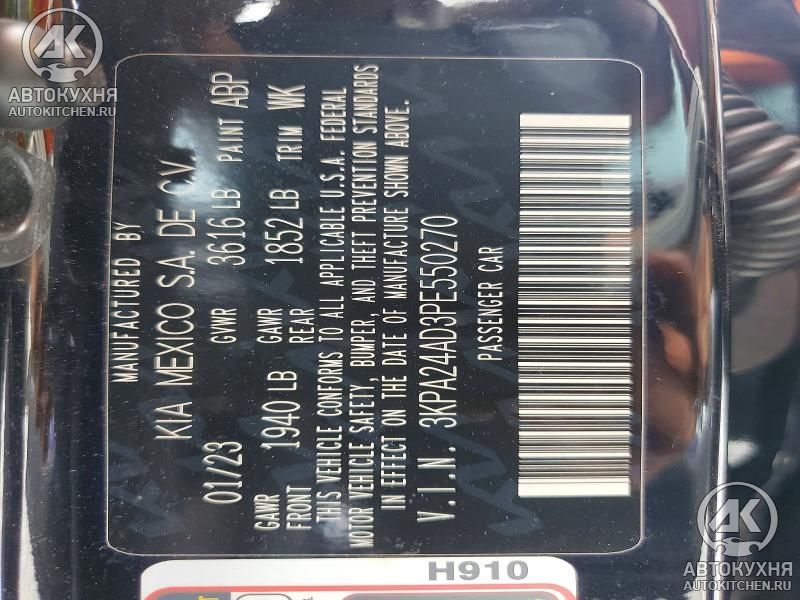 MANUFACTURED BY
KIA MEXICO S.A. DE C.V.
01/23 GVWR 3616 LB PAINT ABP
GAWR FRONT 1940 LB GAWR REAR 1852 LB TRIM WK
THIS VEHICLE CONFORMS TO ALL APPLICABLE U.S.A. FEDERAL
MOTOR VEHICLE SAFETY, BUMPER, AND THEFT PREVENTION STANDARDS
IN EFFECT ON THE DATE OF MANUFACTURE SHOWN ABOVE.
V.I.N. 3KPA24AD3PE550270
PASSENGER CAR
H910
АК
АВТОКУХНЯ
AUTOKITCHEN.RU
АК
АВТОКУХНЯ
AUTOKITCHEN.RU